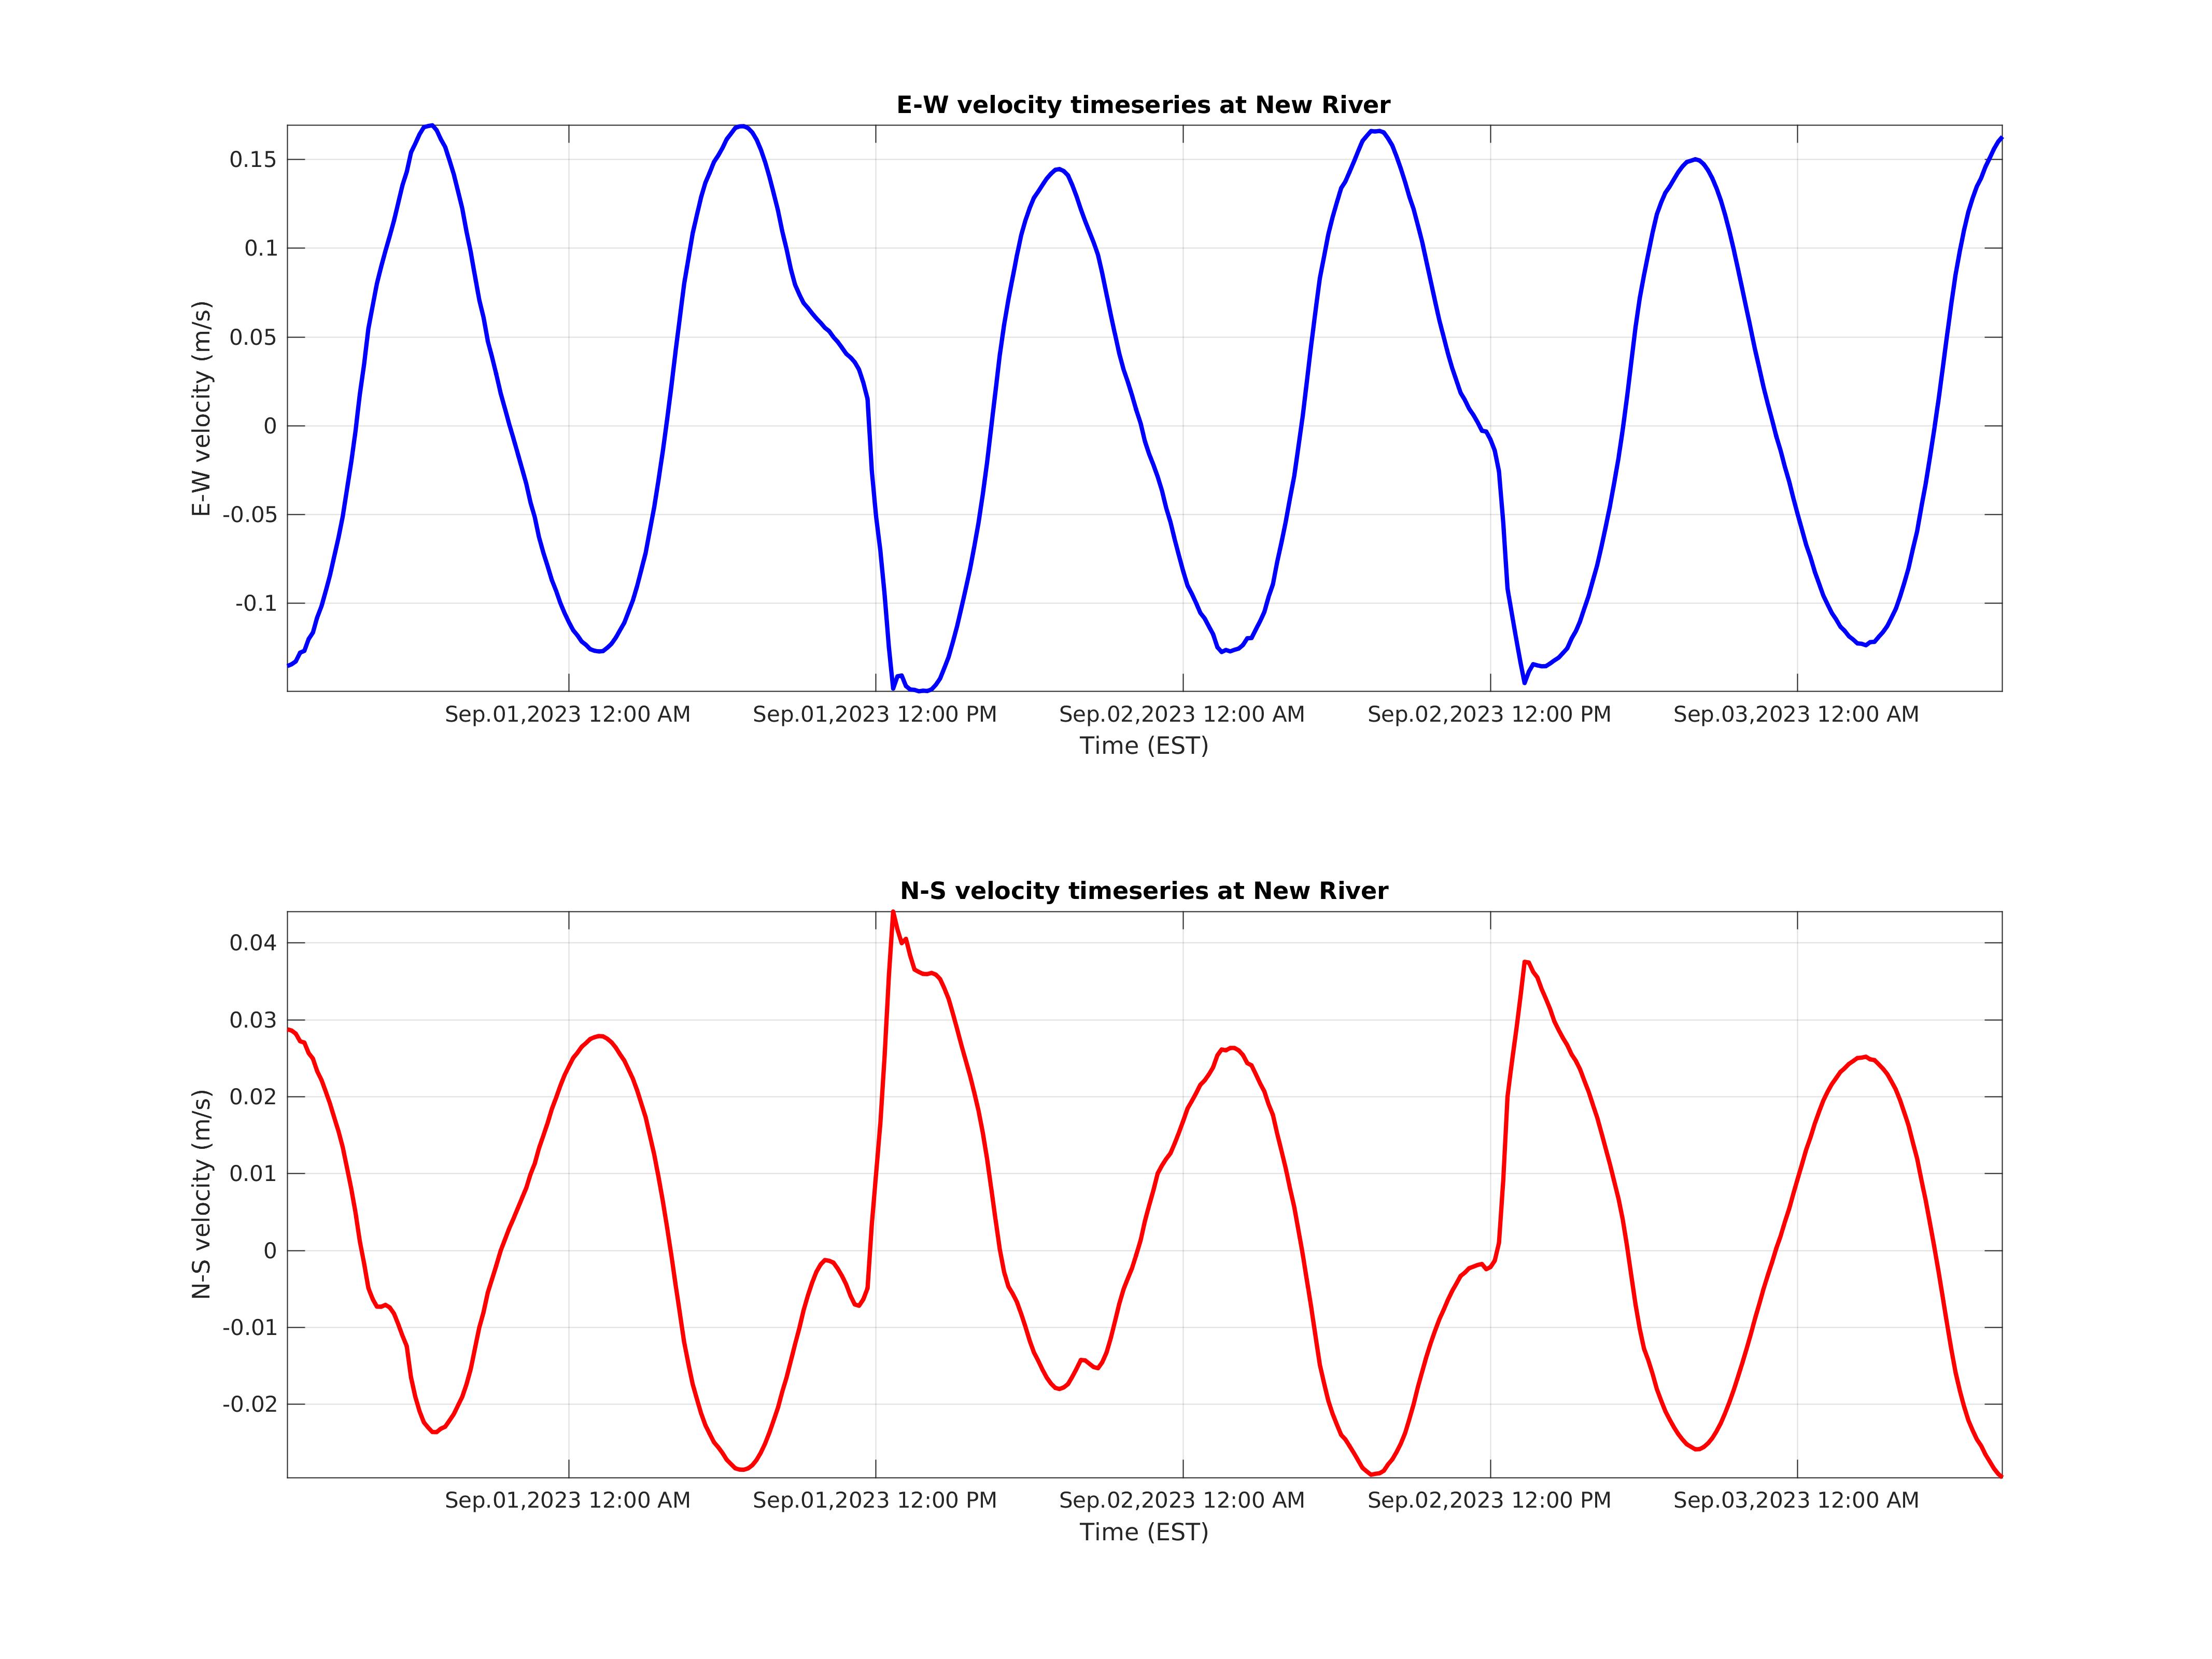 E-W velocity timeseries at New River
0.15
0.1
0.05
0
-0.05
-0.1
E-W velocity (m/s)
Sep.01,2023 12:00 AM Sep.01,2023 12:00 PM Sep.02,2023 12:00 AM Sep.02,2023 12:00 PM Sep.03,2023 12:00 AM
Time (EST)
N-S velocity timeseries at New River
0.04
0.03
0.02
0.01
0
-0.01
-0.02
N-S velocity (m/s)
Sep.01,2023 12:00 AM Sep.01,2023 12:00 PM Sep.02,2023 12:00 AM Sep.02,2023 12:00 PM Sep.03,2023 12:00 AM
Time (EST)